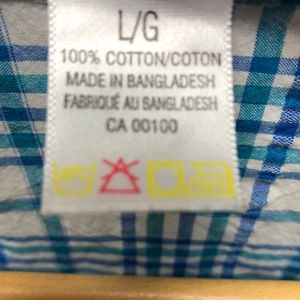 L/G
100% COTTON/COTON
MADE IN BANGLADESH
FABRIQUÉ AU BANGLADESH
CA 00100